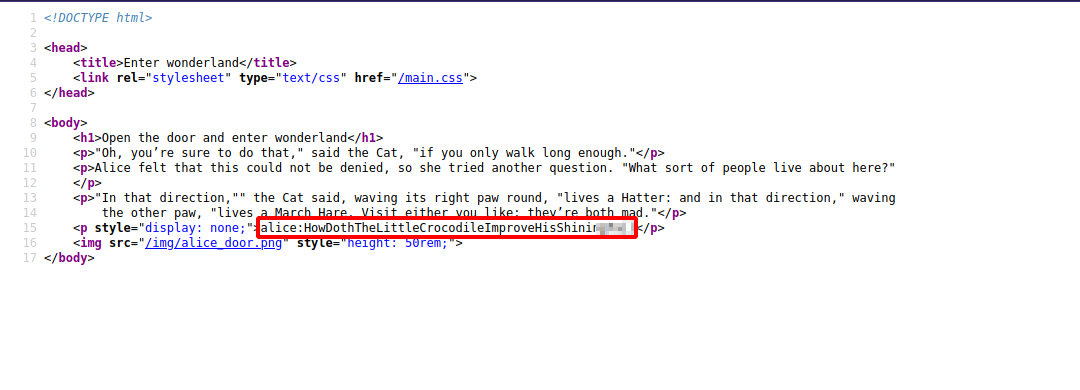 1 <!DOCTYPE html>
2
3 <head>
4 <title>Enter wonderland</title>
5 <link rel="stylesheet" type="text/css" href="/main.css">
6 </head>
7
8 <body>
9 <h1>Open the door and enter wonderland</h1>
10 <p>"Oh, you’re sure to do that," said the Cat, "if you only walk long enough."</p>
11 <p>Alice felt that this could not be denied, so she tried another question. "What sort of people live about here?"
12 </p>
13 <p>"In that direction,"" the Cat said, waving its right paw round, "lives a Hatter: and in that direction," waving
14 the other paw, "lives a March Hare. Visit either you like: they’re both mad."</p>
15 <p style="display: none;">alice:HowDothTheLittleCrocodileImproveHisShinin</p>
16 <img src="/img/alice_door.png" style="height: 50rem;">
17 </body>